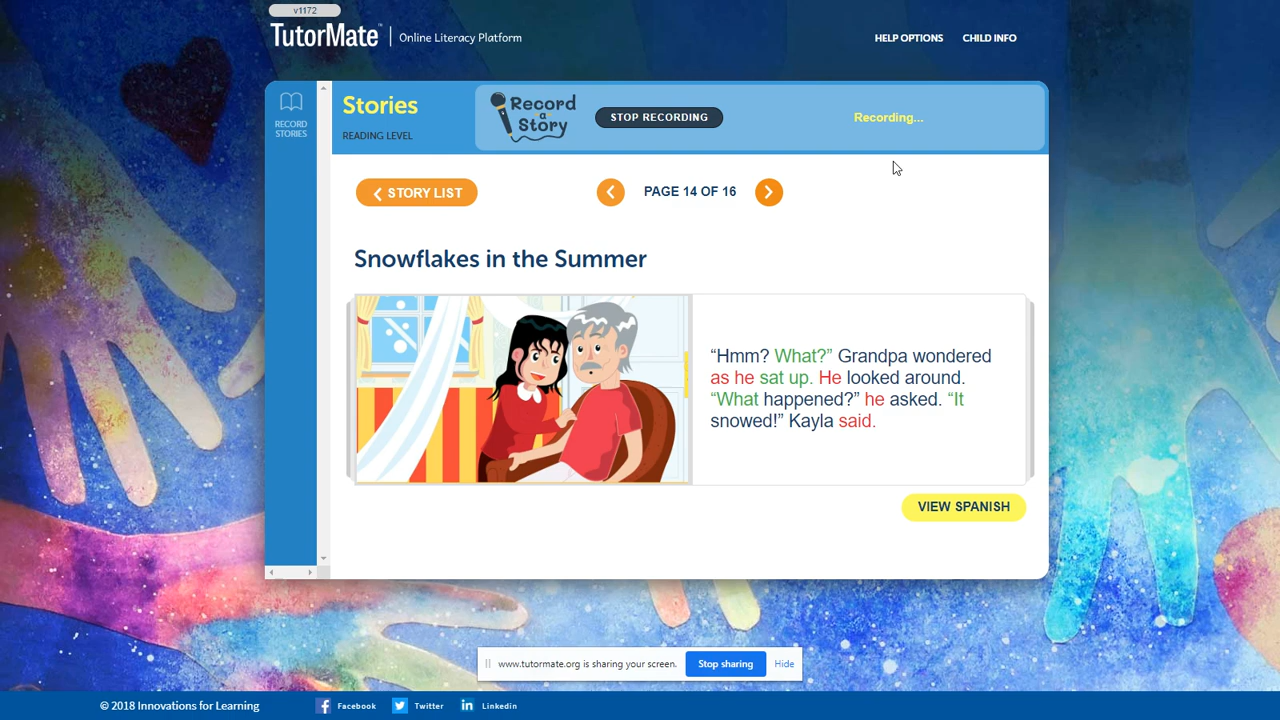 v1172
TutorMate™ | Online Literacy Platform
HELP OPTIONS CHILD INFO
RECORD
STORIES
Stories
READING LEVEL
Record
a
Story
STOP RECORDING
Recording...
STORY LIST
PAGE 14 OF 16
Snowflakes in the Summer
“Hmm? What?” Grandpa wondered
as he sat up. He looked around.
“What happened?” he asked. “It
snowed!” Kayla said.
VIEW SPANISH
www.tutormate.org is sharing your screen. Stop sharing Hide
© 2018 Innovations for Learning Facebook Twitter Linkedin